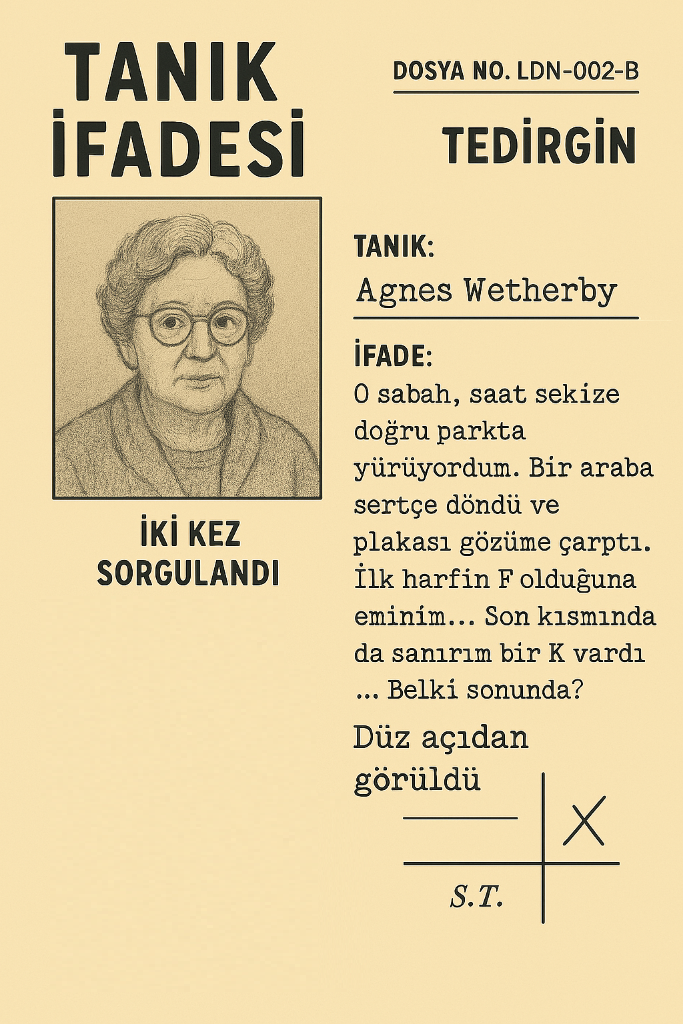 TANIK
İFADESİ
DOSYA NO. LDN-002-B
TEDİRGİN
İKİ KEZ
SORGULANDI
TANIK:
Agnes Wetherby
İFADE:
O sabah, saat sekize
doğru parkta
yürüyordum. Bir araba
sertçe döndü ve
plakası gözüme çarptı.
İlk harfin F olduğuna
eminim... Son kısmında
da sanırım bir K vardı
... Belki sonunda?
Düz açıdan
görüldü
X
S.T.